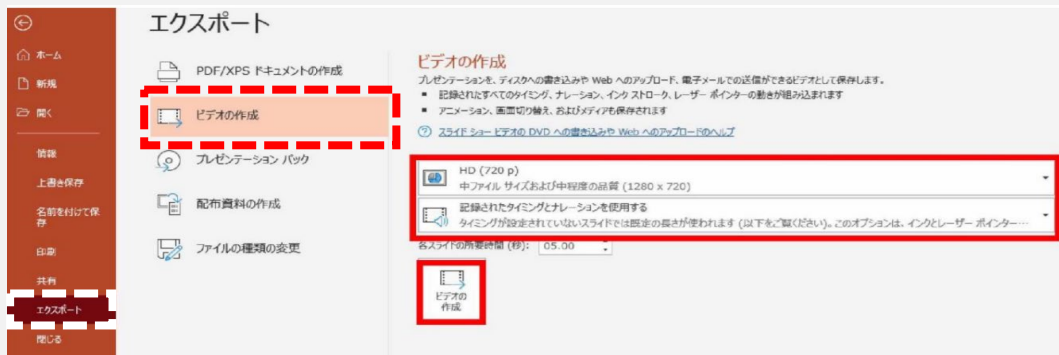 エクスポート
ホーム
新規
開く
情報
上書き保存
名前を付けて保
存
印刷
共有
エクスポート
閉じる
PDF/XPS ドキュメントの作成
ビデオの作成
プレゼンテーション パック
配布資料の作成
ファイルの種類の変更
ビデオの作成
プレゼンテーションを、ディスクへの書き込みや Web へのアップロード、電子メールでの送信ができるビデオとして保存します。
■ 記録されたすべてのタイミング、ナレーション、インク ストローク、レーザー ポインターの動きが組み込まれます
■ アニメーション、画面切り替え、およびメディアも保存されます
スライド ショー ビデオの DVD への書き込みや Web へのアップロードのヘルプ
HD (720 p)
中ファイル サイズおよび中程度の品質 (1280 x 720)
記録されたタイミングとナレーションを使用する
タイミングが設定されていないスライドでは既定の長さが使われます (以下をご覧ください)。このオプションは、インクとレーザー ポインター…
各スライドの所要時間 (秒): 05.00
ビデオの
作成